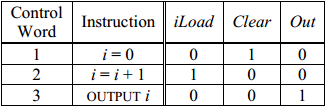 Control Word Instruction iLoad Clear Out
1 i = 0 0 1 0
2 i = i + 1 1 0 0
3 OUTPUT i 0 0 1